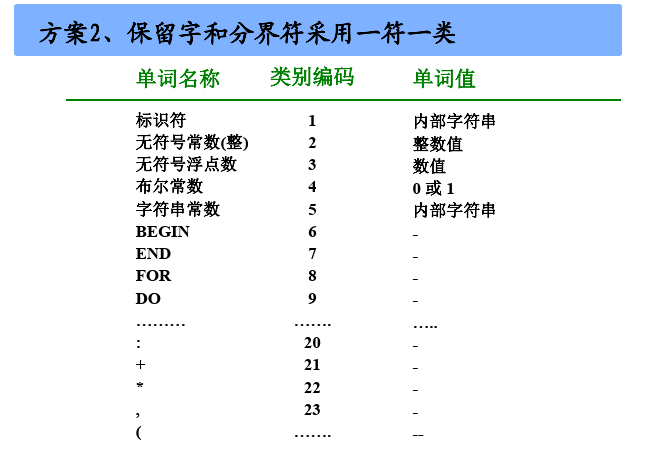 方案2、保留字和分界符采用一符一类
单词名称 类别编码 单词值
标识符 1 内部字符串
无符号常数(整) 2 整数值
无符号浮点数 3 数值
布尔常数 4 0 或 1
字符串常数 5 内部字符串
BEGIN 6 -
END 7 -
FOR 8 -
DO 9 -
……… ……. …..
: 20 -
+ 21 -
* 22 -
, 23 -
( ……. --